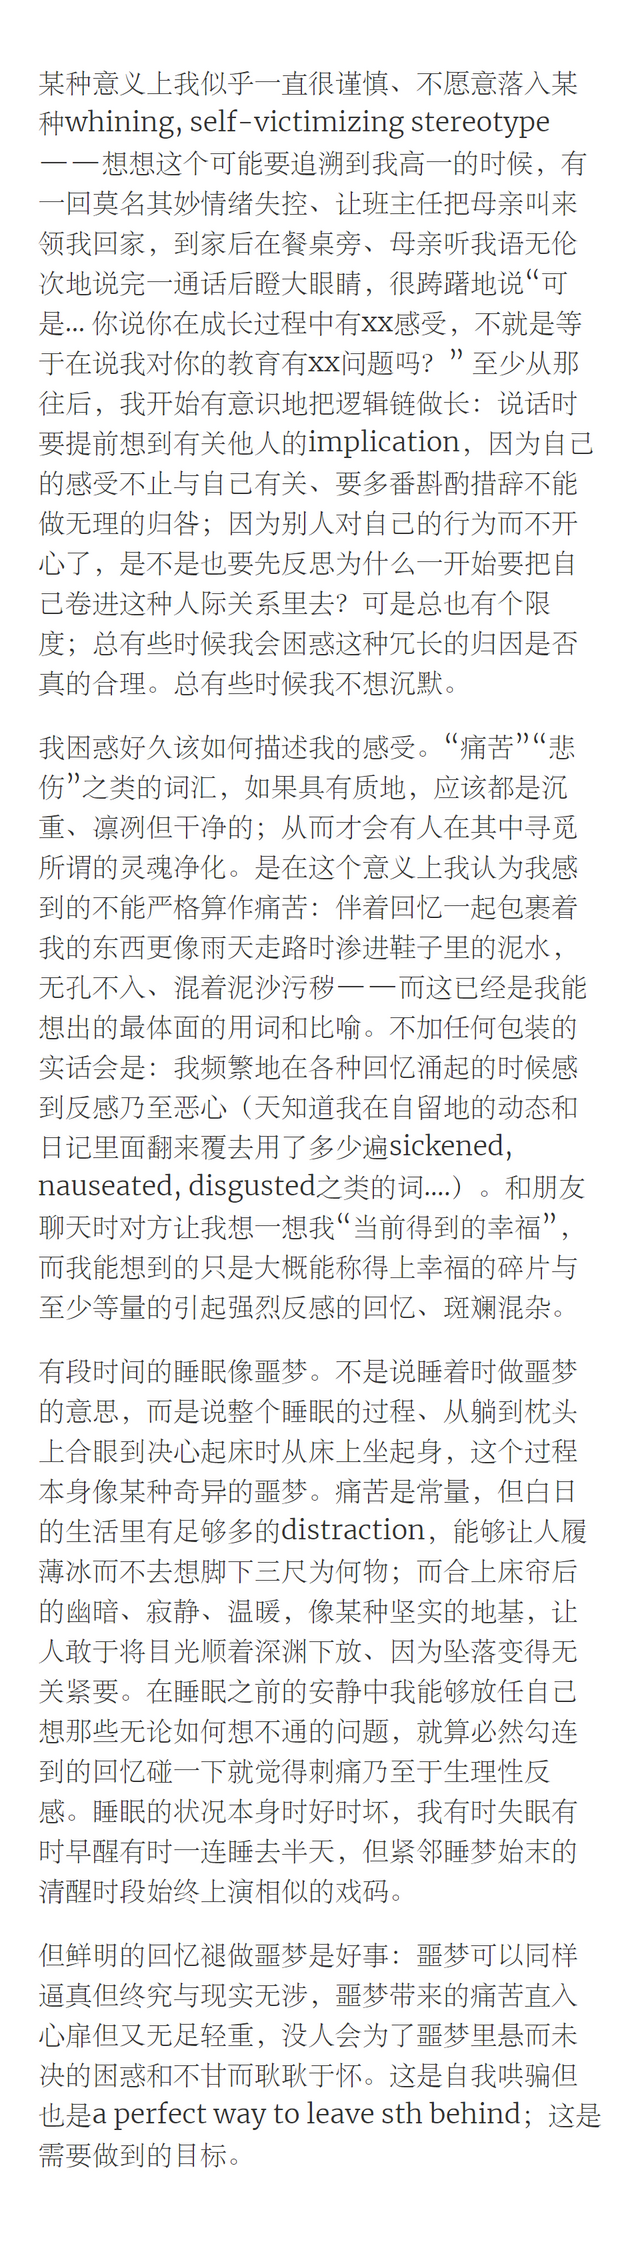 某种意义上我似乎一直很谨慎、不愿意落入某
种whining, self-victimizing stereotype
——想想这个可能要追溯到我高一的时候，有
一回莫名其妙情绪失控、让班主任把母亲叫来
领我回家，到家后在餐桌旁、母亲听我语无伦
次地说完一通话后瞪大眼睛，很踌躇地说“可
是... 你说你在成长过程中有xx感受，不就是等
于在说我对你的教育有xx问题吗？” 至少从那
往后，我开始有意识地把逻辑链做长：说话时
要提前想到有关他人的implication，因为自己
的感受不止与自己有关、要多番斟酌措辞不能
做无理的归咎；因为别人对自己的行为而不开
心了，是不是也要先反思为什么一开始要把自
己卷进这种人际关系里去？可是总也有个限
度；总有些时候我会困惑这种冗长的归因是否
真的合理。总有些时候我不想沉默。
我困惑好久该如何描述我的感受。“痛苦”“悲
伤”之类的词汇，如果具有质地，应该都是沉
重、凛冽但干净的；从而才会有人在其中寻觅
所谓的灵魂净化。是在这个意义上我认为我感
到的不能严格算作痛苦：伴着回忆一起包裹着
我的东西更像雨天走路时渗进鞋子里的泥水，
无孔不入、混着泥沙污秽——而这已经是我能
想出的最体面的用词和比喻。不加任何包装的
实话会是：我频繁地在各种回忆涌起的时候感
到反感乃至恶心（天知道我在自留地的动态和
日记里面翻来覆去用了多少遍sickened,
nauseated, disgusted之类的词....）。和朋友
聊天时对方让我想一想我“当前得到的幸福”，
而我能想到的只是大概能称得上幸福的碎片与
至少等量的引起强烈反感的回忆、斑斓混杂。
有段时间的睡眠像噩梦。不是说睡着时做噩梦
的意思，而是说整个睡眠的过程、从躺到枕头
上合眼到决心起床时从床上坐起身，这个过程
本身像某种奇异的噩梦。痛苦是常量，但白日
的生活里有足够多的distraction，能够让人履
薄冰而不去想脚下三尺为何物；而合上床帘后
的幽暗、寂静、温暖，像某种坚实的地基，让
人敢于将目光顺着深渊下放、因为坠落变得无
关紧要。在睡眠之前的安静中我能够放任自己
想那些无论如何想不通的问题，就算必然勾连
到的回忆碰一下就觉得刺痛乃至于生理性反
感。睡眠的状况本身时好时坏，我有时失眠有
时早醒有时一连睡去半天，但紧邻睡梦始末的
清醒时段始终上演相似的戏码。
但鲜明的回忆褪做噩梦是好事：噩梦可以同样
逼真但终究与现实无涉，噩梦带来的痛苦直入
心扉但又无足轻重，没人会为了噩梦里悬而未
决的困惑和不甘而耿耿于怀。这是自我哄骗但
也是a perfect way to leave sth behind；这是
需要做到的目标。